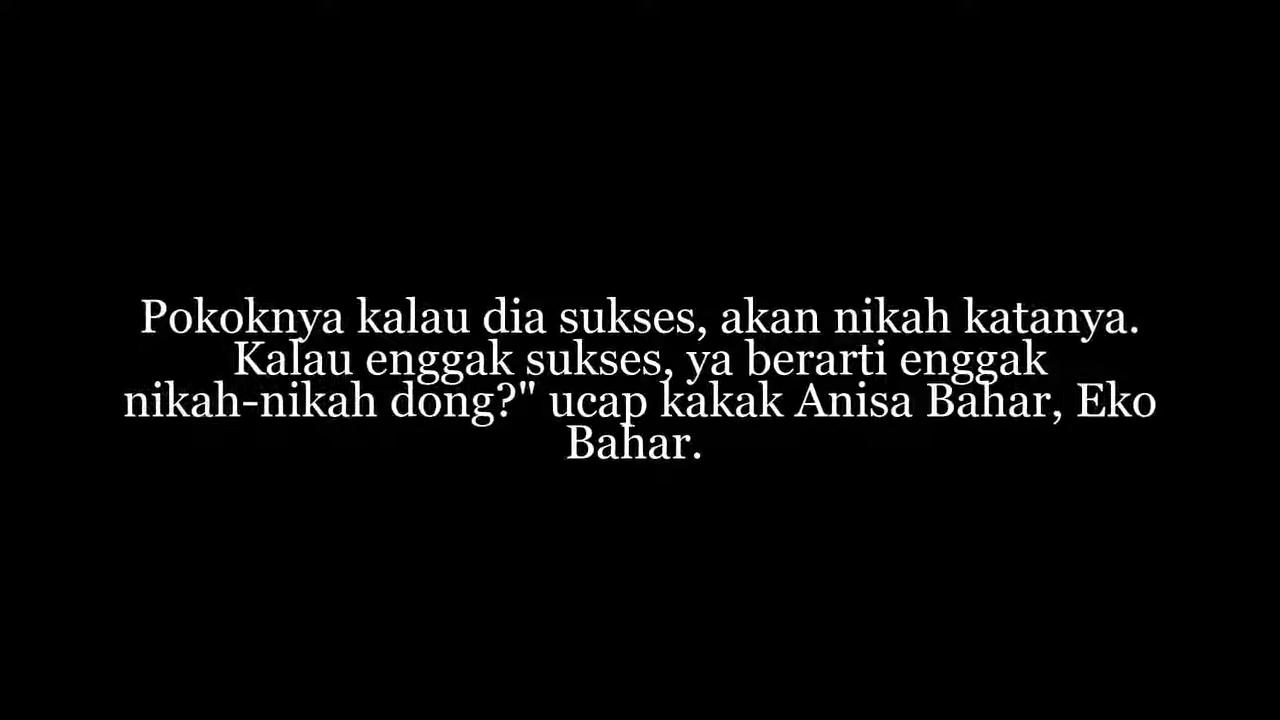 Pokoknya kalau dia sukses, akan nikah katanya.
Kalau enggak sukses, ya berarti enggak
nikah-nikah dong?" ucap kakak Anisa Bahar, Eko
Bahar.